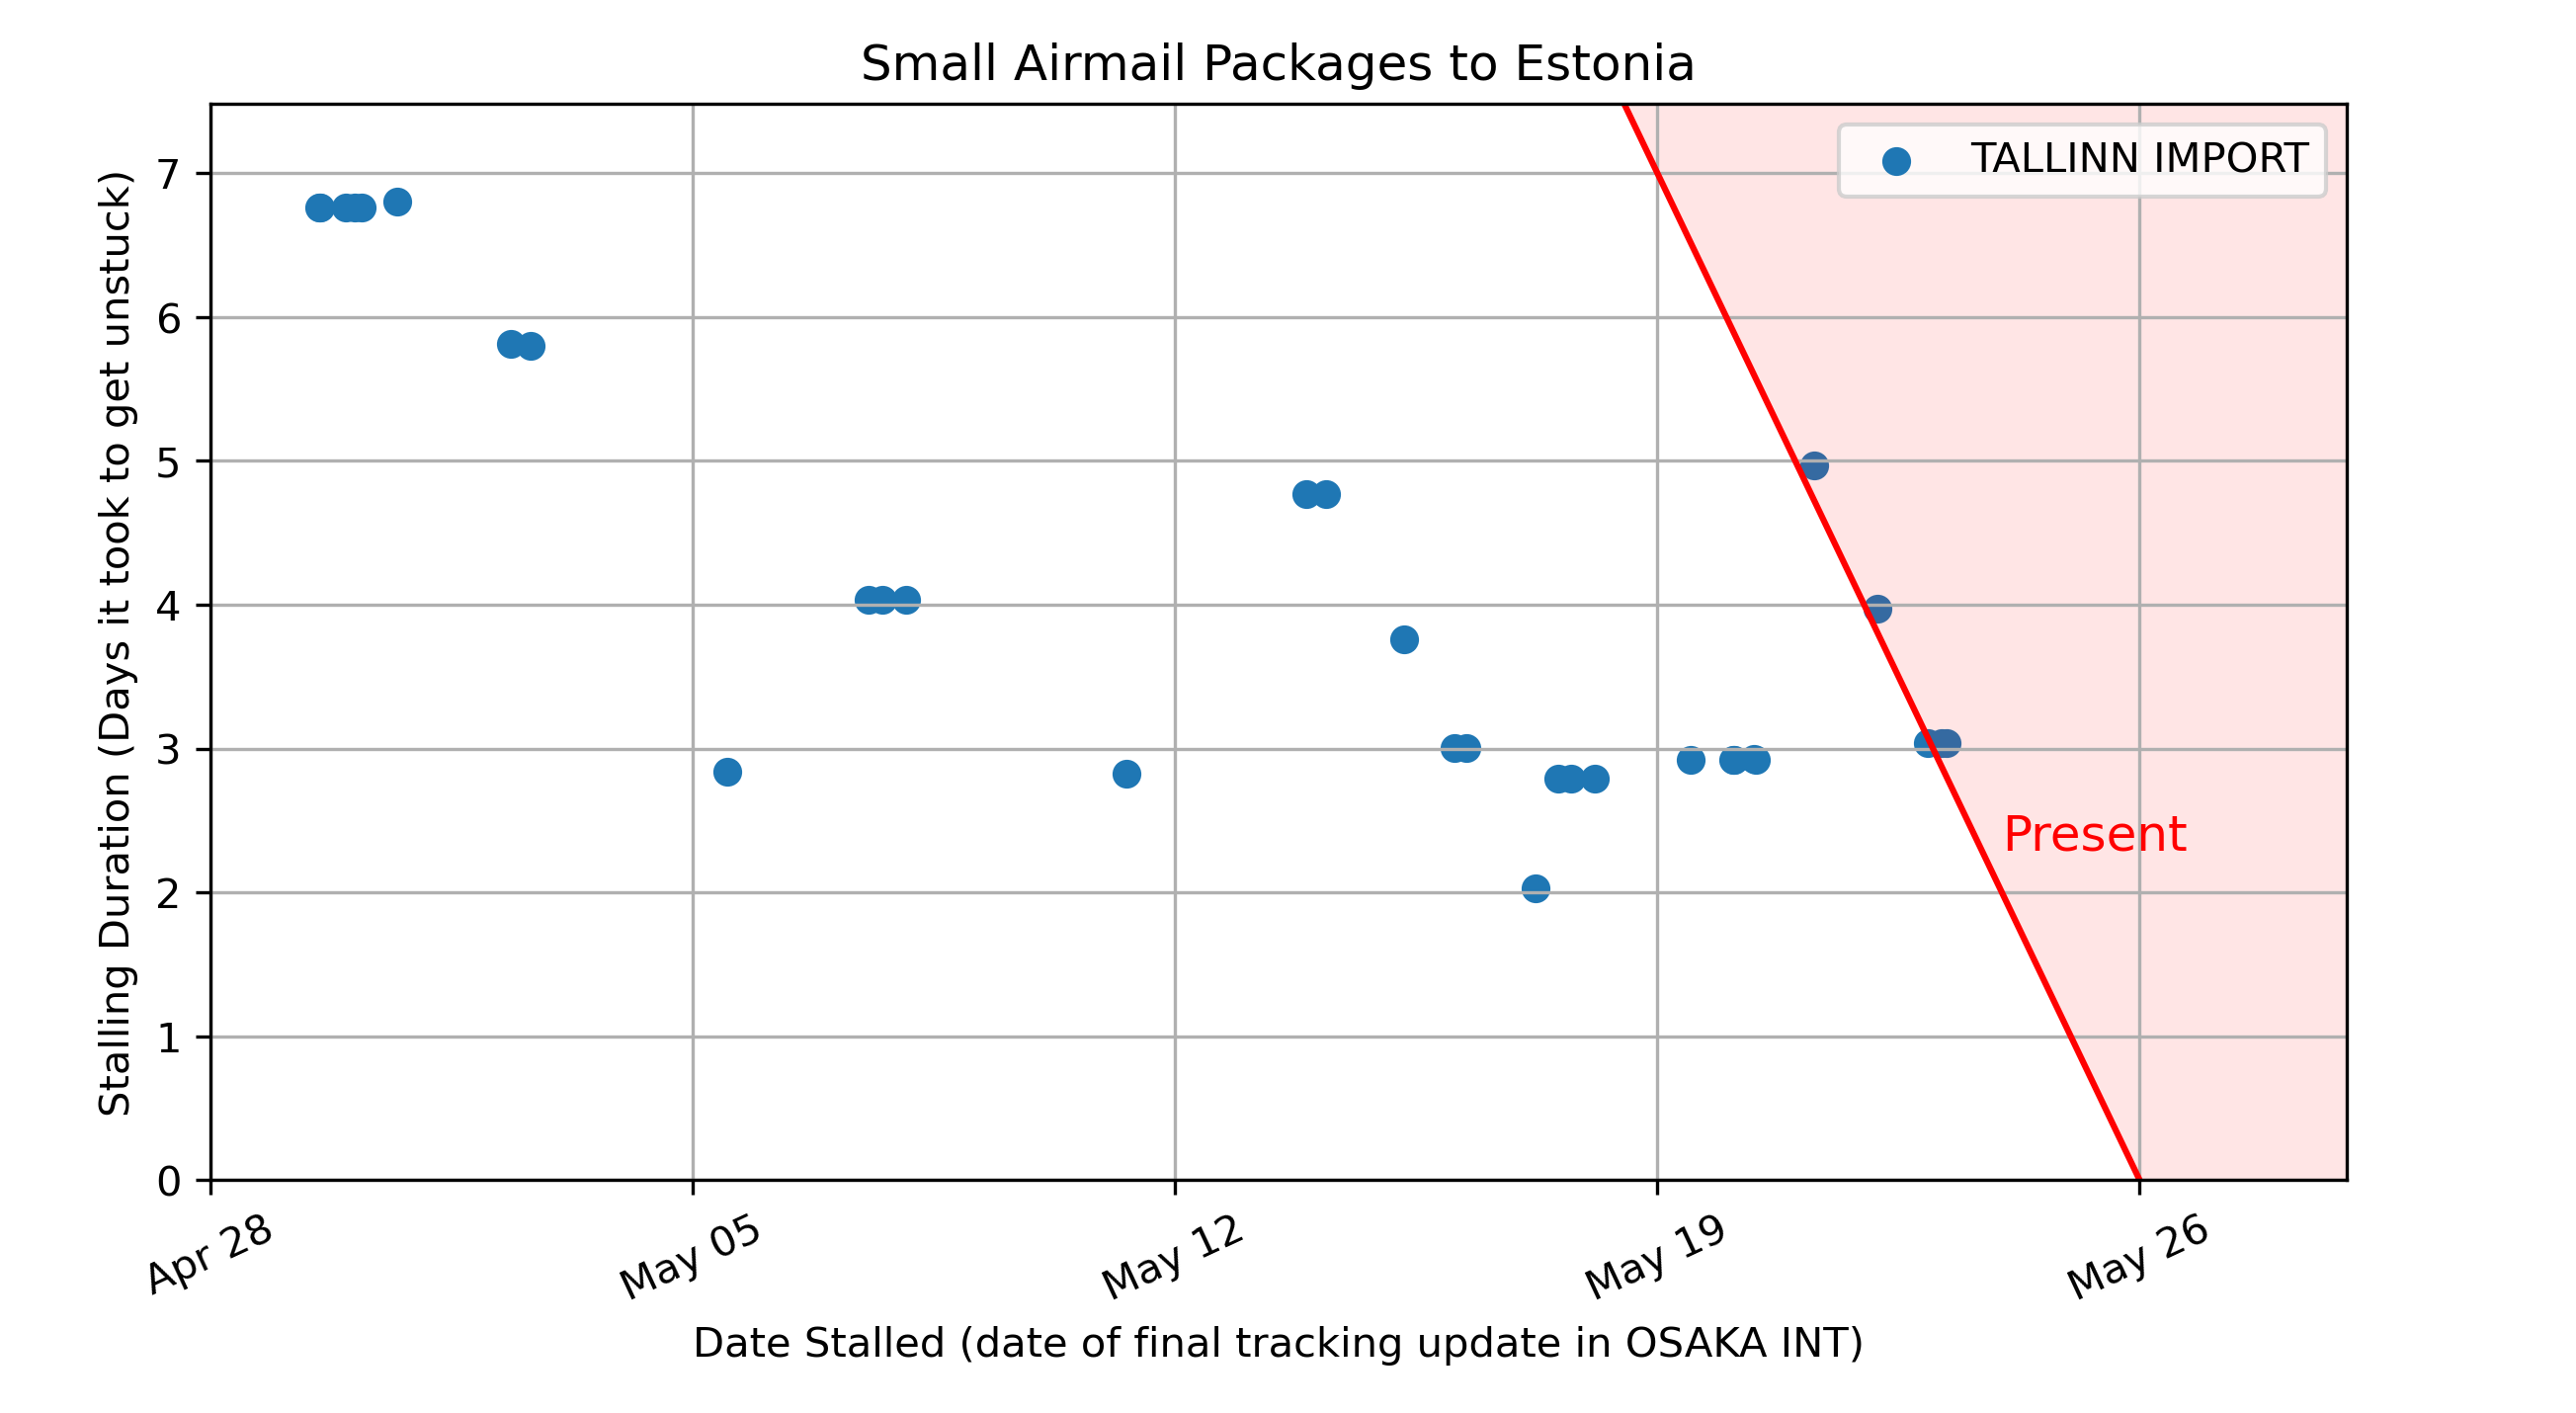 Small Airmail Packages to Estonia
TALLINN IMPORT
Stalling Duration (Days it took to get unstuck)
7
6
5
4
3
2
1
0
Present
Apr 28
May 05
May 12
May 19
May 26
Date Stalled (date of final tracking update in OSAKA INT)